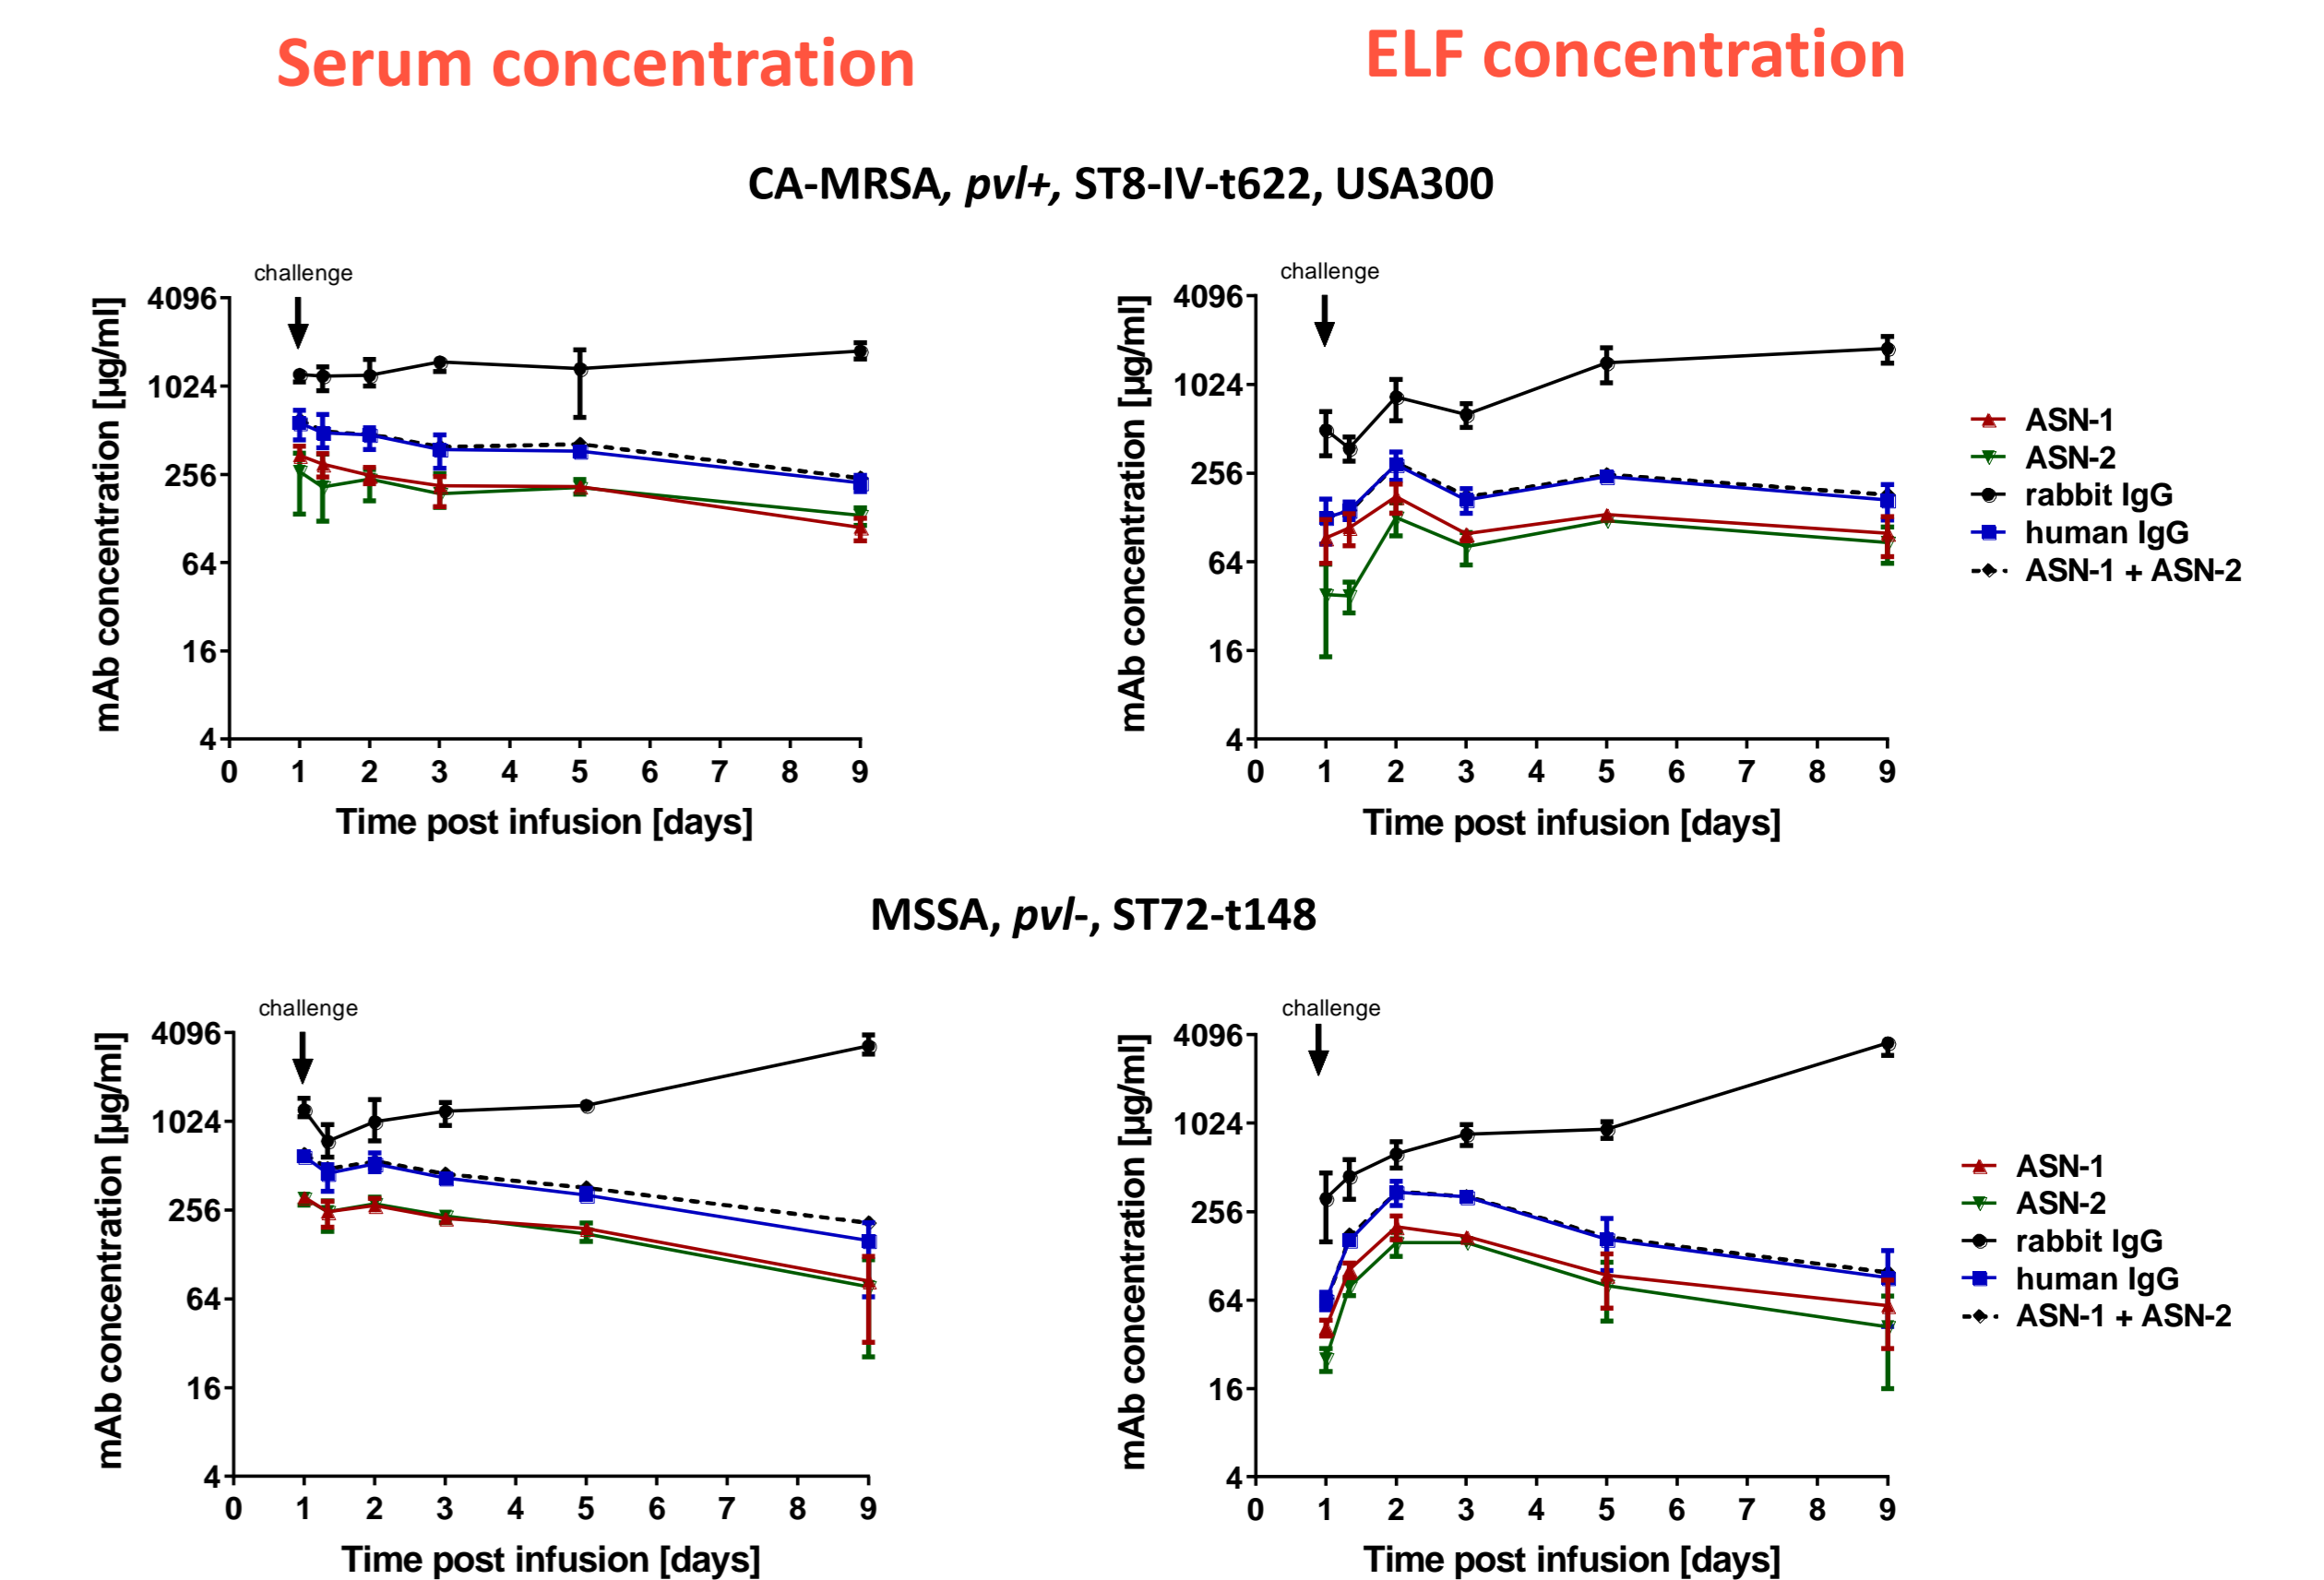 Serum concentration
ELF concentration
CA-MRSA, pvl+, ST8-IV-t622, USA300
challenge
4096
1024
256
64
16
4
mAb concentration [µg/ml]
0 1 2 3 4 5 6 7 8 9
Time post infusion [days]
challenge
4096
1024
256
64
16
4
mAb concentration [µg/ml]
0 1 2 3 4 5 6 7 8 9
Time post infusion [days]
ASN-1
ASN-2
rabbit IgG
human IgG
ASN-1 + ASN-2
MSSA, pvl-, ST72-t148
challenge
4096
1024
256
64
16
4
mAb concentration [µg/ml]
0 1 2 3 4 5 6 7 8 9
Time post infusion [days]
challenge
4096
1024
256
64
16
4
mAb concentration [µg/ml]
0 1 2 3 4 5 6 7 8 9
Time post infusion [days]
ASN-1
ASN-2
rabbit IgG
human IgG
ASN-1 + ASN-2